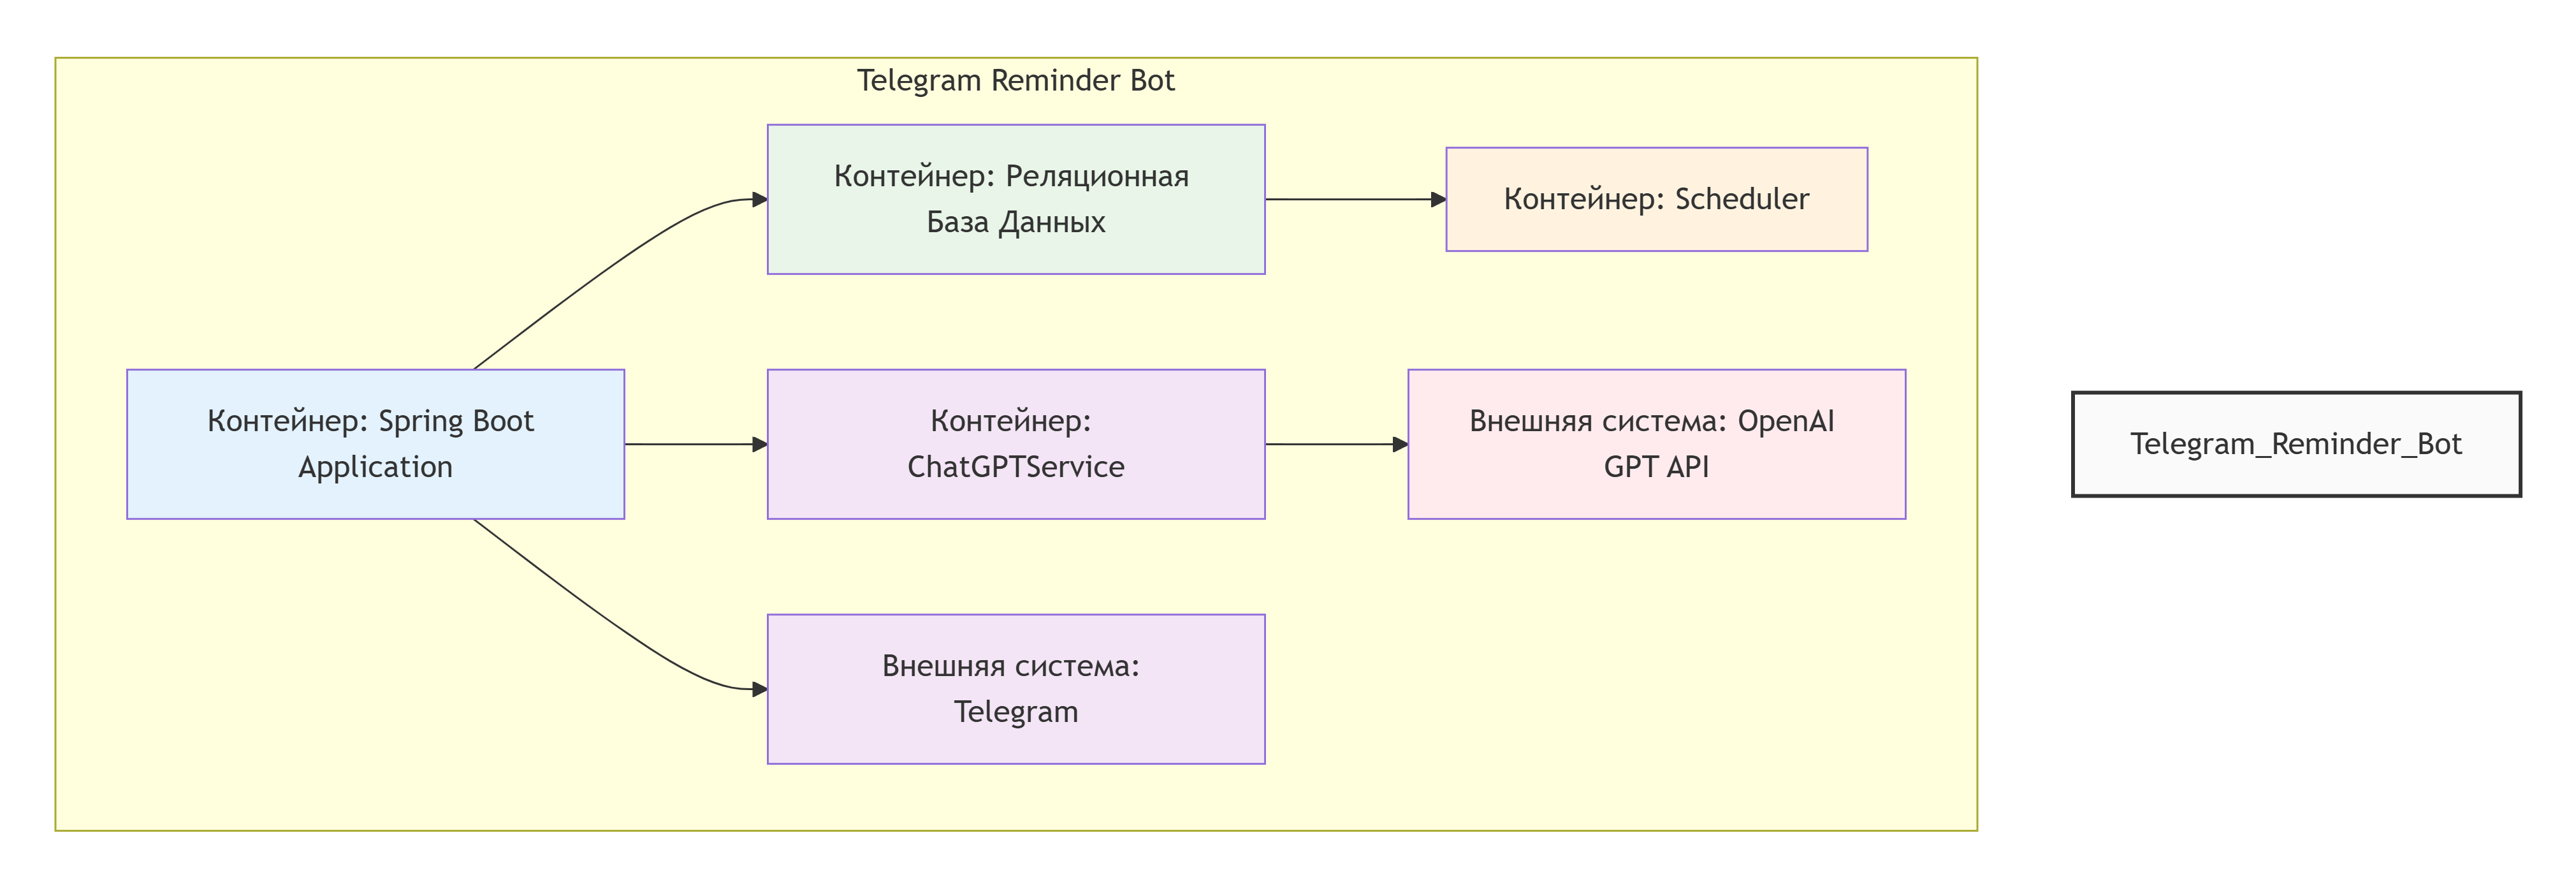 Telegram Reminder Bot
Контейнер: Реляционная
База Данных
Контейнер: Scheduler
Контейнер: Spring Boot
Application
Контейнер:
ChatGPTService
Внешняя система: OpenAI
GPT API
Telegram_Reminder_Bot
Внешняя система:
Telegram